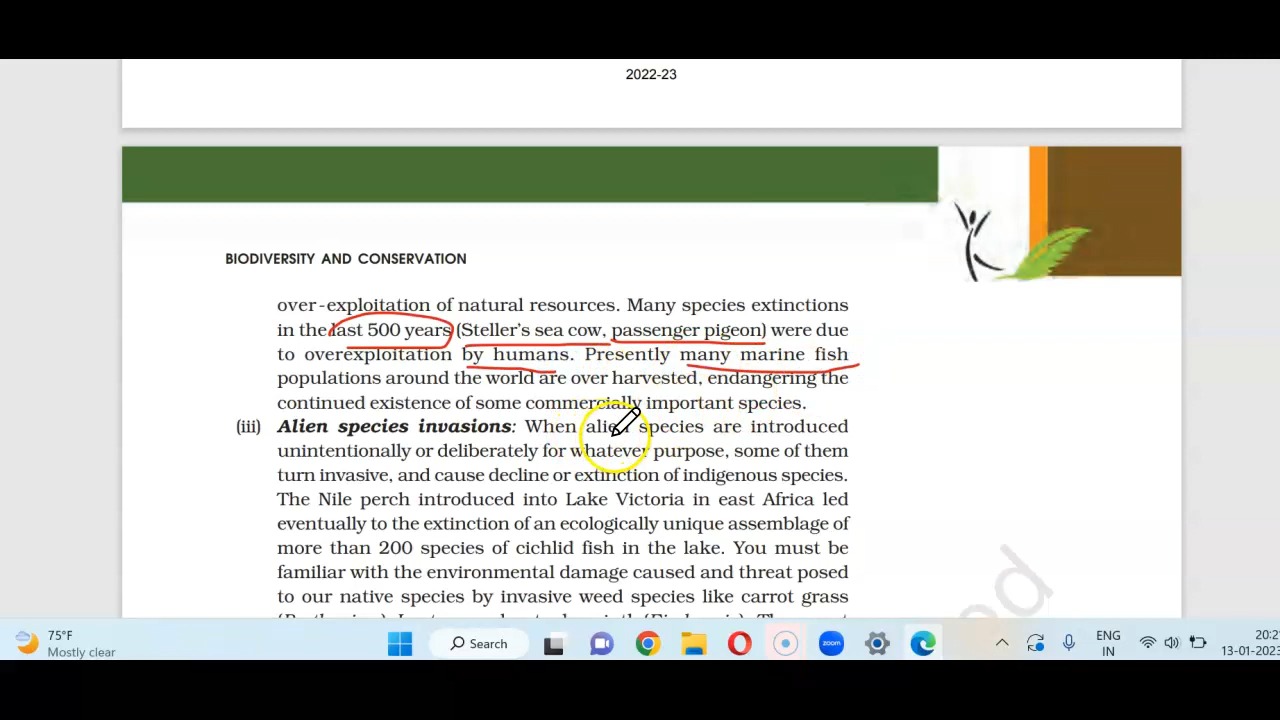 2022-23
BIODIVERSITY AND CONSERVATION
over-exploitation of natural resources. Many species extinctions
in the last 500 years (Steller's sea cow, passenger pigeon) were due
to overexploitation by humans. Presently many marine fish
populations around the world are over harvested, endangering the
continued existence of some commercially important species.
(iii) Alien species invasions: When alien species are introduced
unintentionally or deliberately for whatever purpose, some of them
turn invasive, and cause decline or extinction of indigenous species.
The Nile perch introduced into Lake Victoria in east Africa led
eventually to the extinction of an ecologically unique assemblage of
more than 200 species of cichlid fish in the lake. You must be
familiar with the environmental damage caused and threat posed
to our native species by invasive weed species like carrot grass
75°F
Mostly clear
Search
zoom
ENG
IN
20:2
13-01-2023